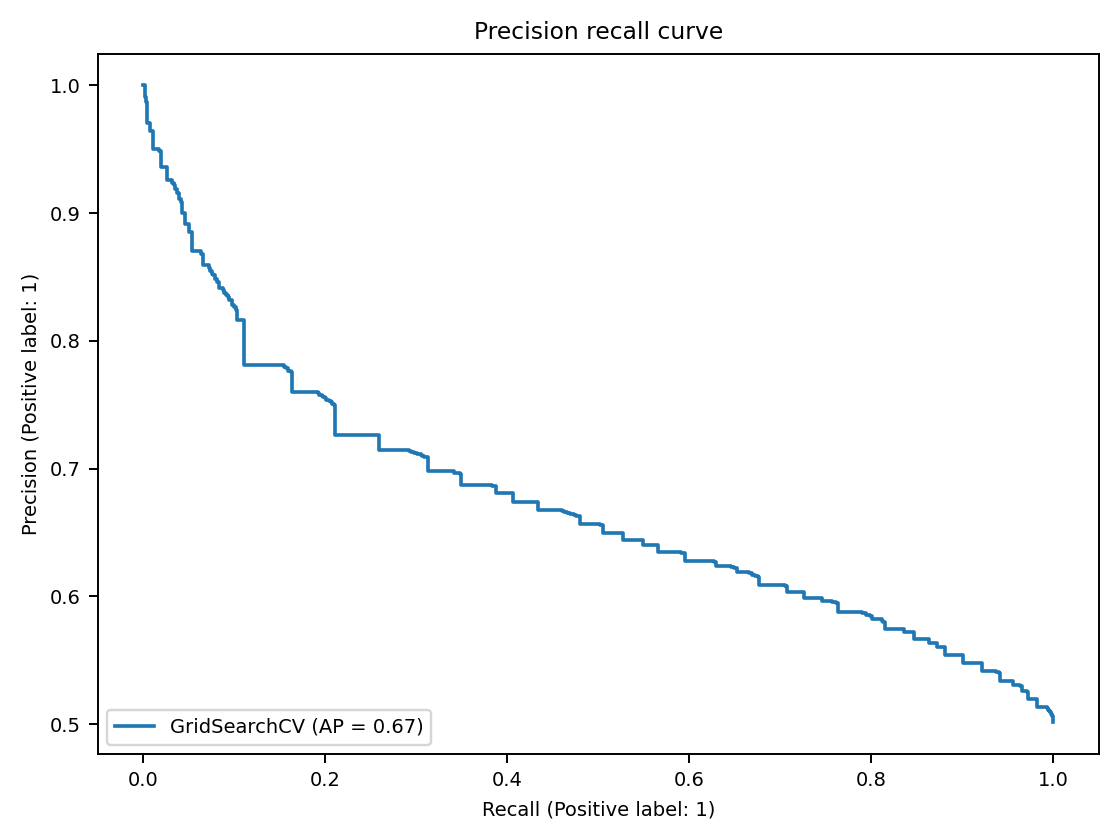 Precision recall curve
1.0
0.9
0.8
0.7
0.6
0.5
Precision (Positive label: 1)
GridSearchCV (AP = 0.67)
0.0 0.2 0.4 0.6 0.8 1.0
Recall (Positive label: 1)